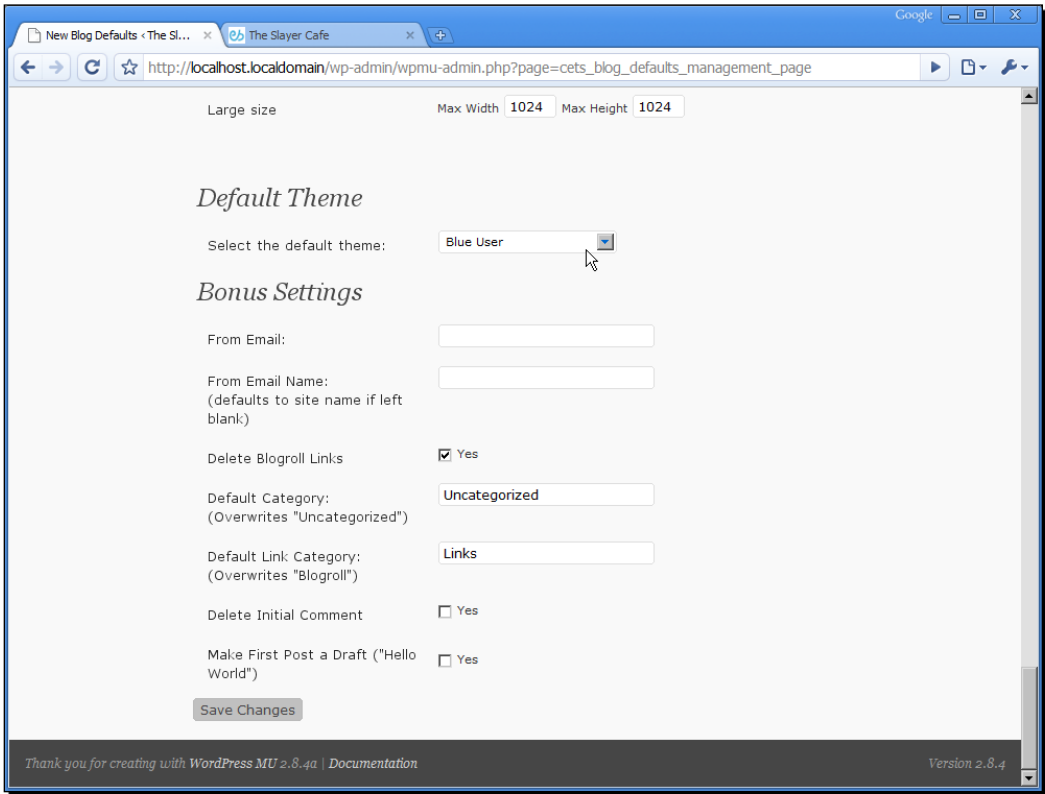 Google
New Blog Defaults ‹ The Sl...
The Slayer Cafe
http://localhost.localdomain/wp-admin/wpmu-admin.php?page=cets_blog_defaults_management_page
Large size Max Width 1024 Max Height 1024
Default Theme
Select the default theme: Blue User
Bonus Settings
From Email:
From Email Name:
(defaults to site name if left
blank)
Delete Blogroll Links Yes
Default Category: Uncategorized
(Overwrites "Uncategorized")
Default Link Category: Links
(Overwrites "Blogroll")
Delete Initial Comment Yes
Make First Post a Draft ("Hello Yes
World")
Save Changes
Thank you for creating with WordPress MU 2.8.4a | Documentation Version 2.8.4